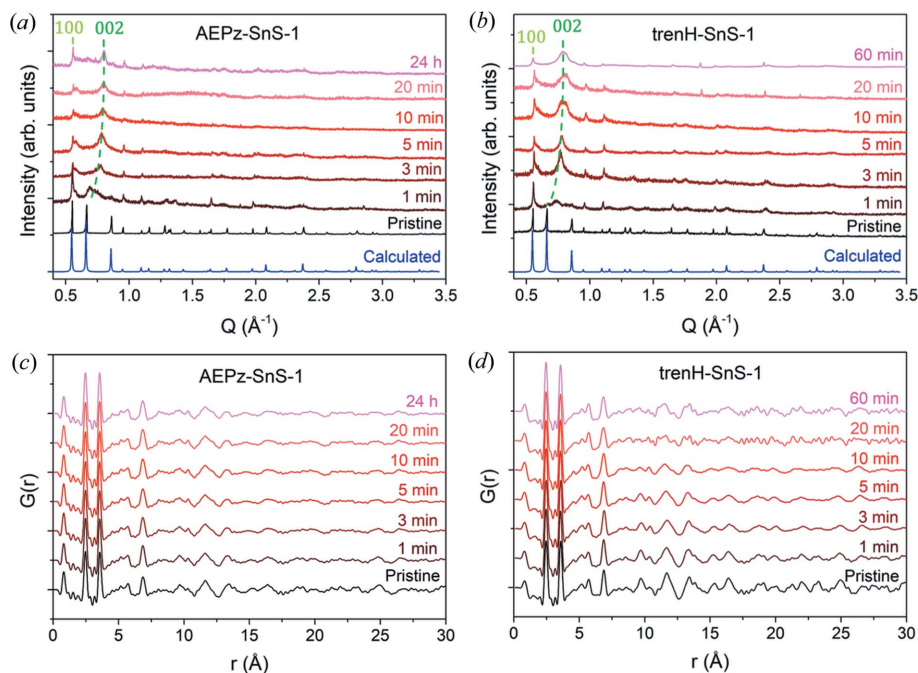 (a)
AEPz-SnS-1
100
002
24 h
20 min
10 min
5 min
3 min
1 min
Pristine
Calculated
Intensity (arb. units)
0.5 1.0 1.5 2.0 2.5 3.0 3.5
Q (Å⁻¹)
(b)
trenH-SnS-1
100
002
60 min
20 min
10 min
5 min
3 min
1 min
Pristine
Calculated
Intensity (arb. units)
0.5 1.0 1.5 2.0 2.5 3.0 3.5
Q (Å⁻¹)
(c)
AEPz-SnS-1
24 h
20 min
10 min
5 min
3 min
1 min
Pristine
G(r)
0 5 10 15 20 25 30
r (Å)
(d)
trenH-SnS-1
60 min
20 min
10 min
5 min
3 min
1 min
Pristine
G(r)
0 5 10 15 20 25 30
r (Å)